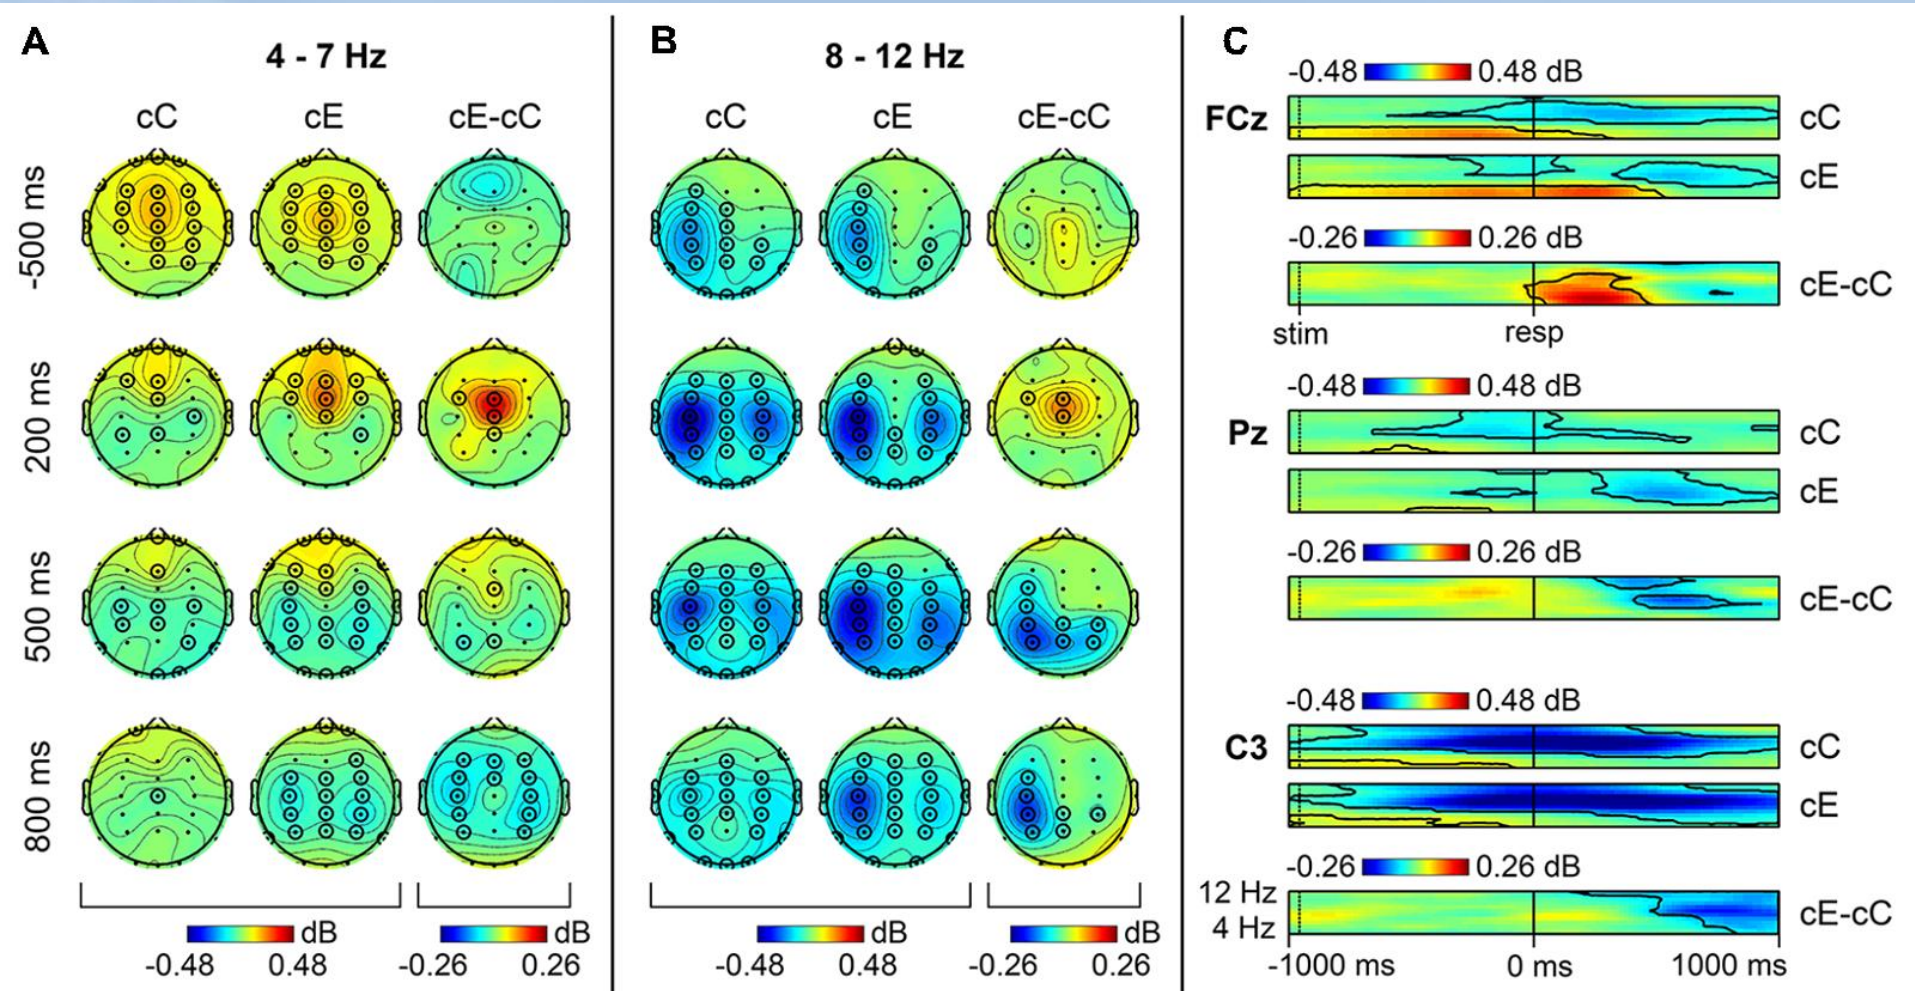 A
4 - 7 Hz
cC cE cE-cC
-500 ms
200 ms
500 ms
800 ms
dB dB
-0.48 0.48 -0.26 0.26
B
8 - 12 Hz
cC cE cE-cC
dB dB
-0.48 0.48 -0.26 0.26
C
-0.48 0.48 dB
FCz cC
cE
-0.26 0.26 dB
cE-cC
stim resp
-0.48 0.48 dB
Pz cC
cE
-0.26 0.26 dB
cE-cC
-0.48 0.48 dB
C3 cC
cE
-0.26 0.26 dB
12 Hz
cE-cC
4 Hz
-1000 ms 0 ms 1000 ms